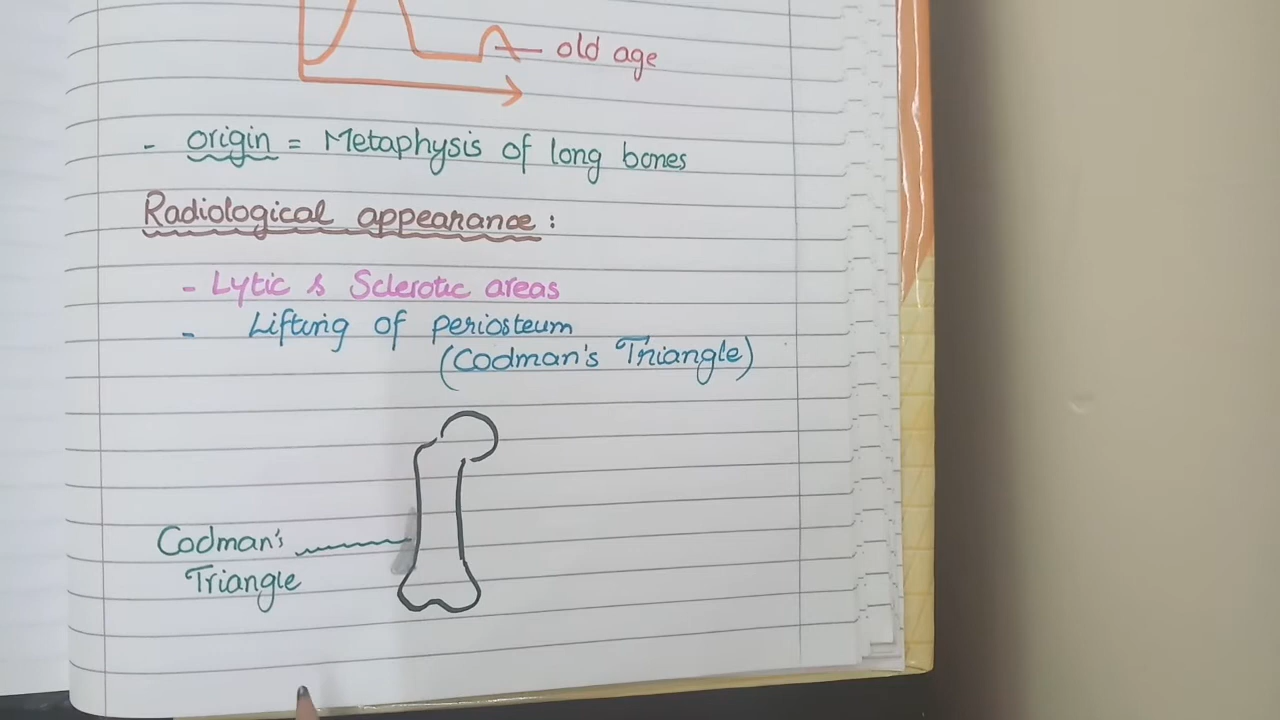 old age
- origin = Metaphysis of long bones
Radiological appearance :
- Lytic & Sclerotic areas
- Lifting of periosteum
(Codman's Triangle)
Codman's
Triangle